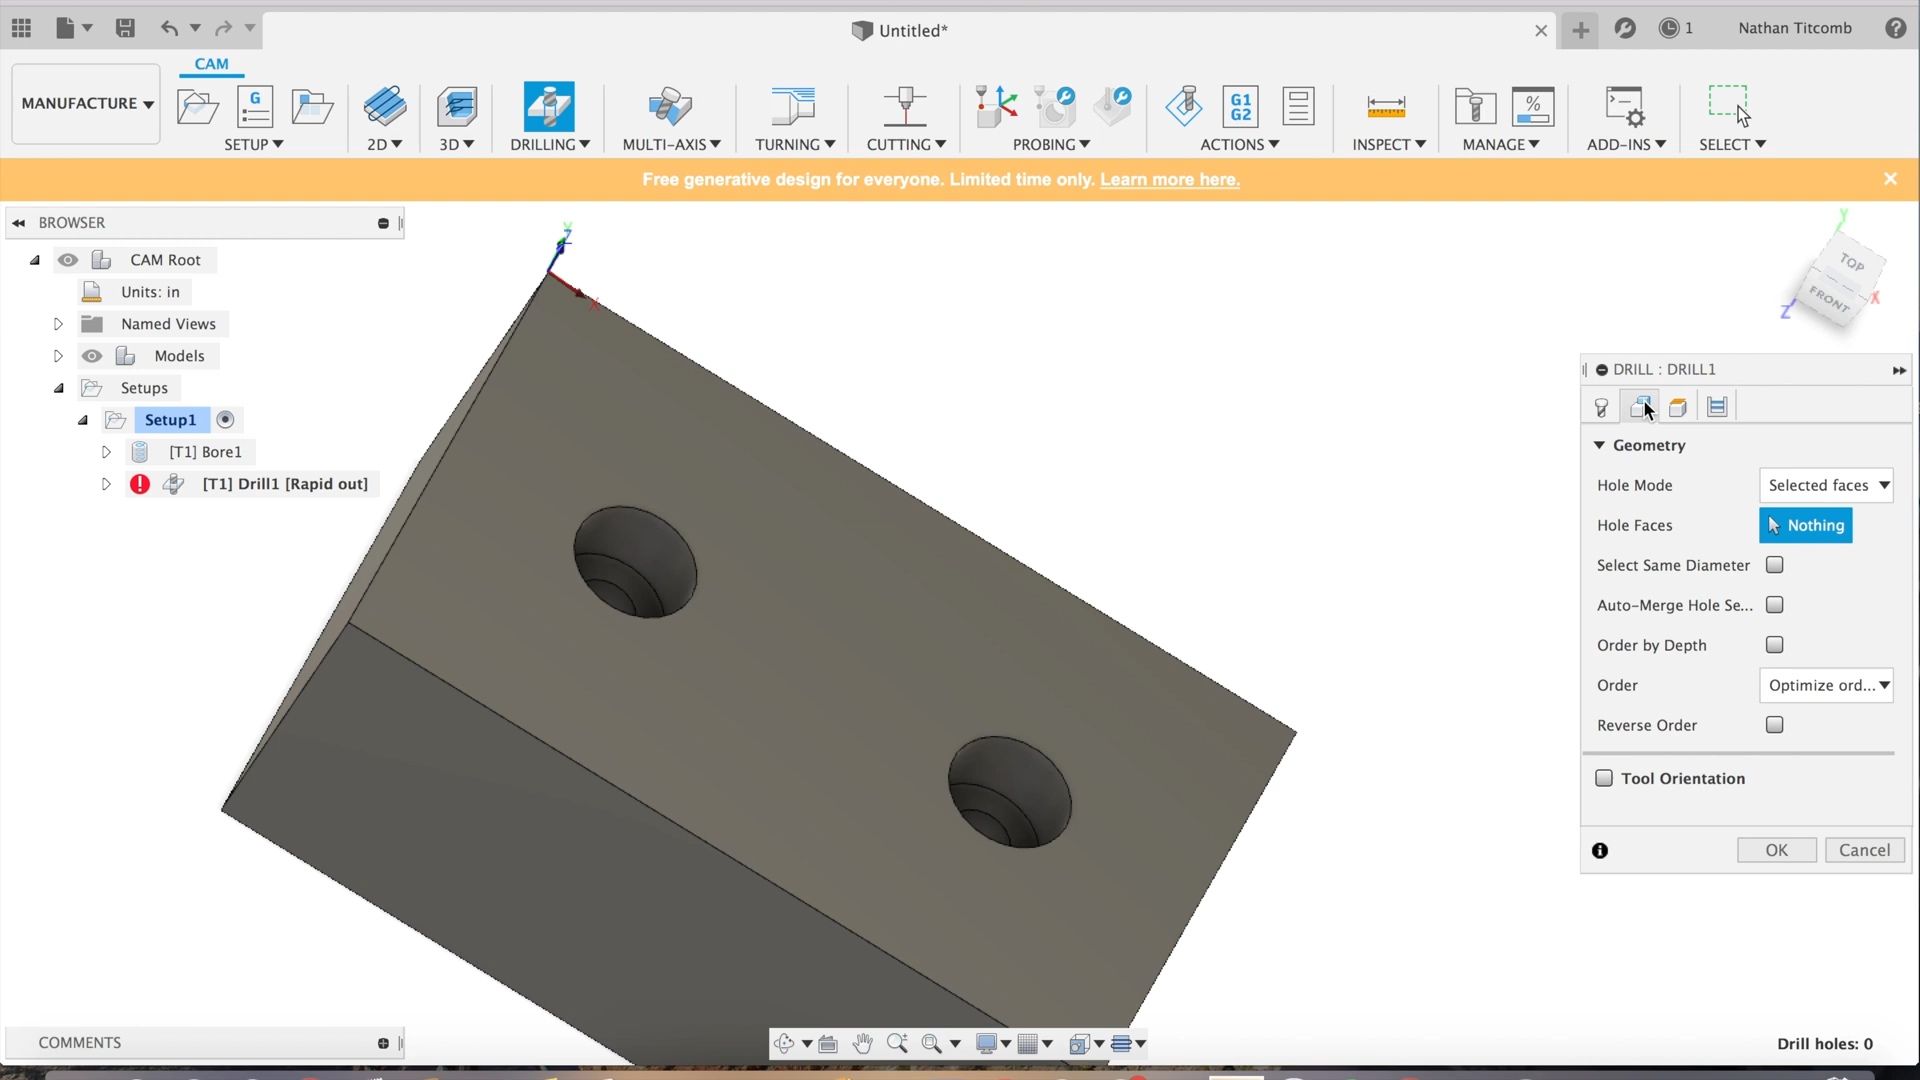 Untitled*
1
Nathan Titcomb
MANUFACTURE
CAM
G
G1
G2
%
SETUP
2D
3D
DRILLING
MULTI-AXIS
TURNING
CUTTING
PROBING
ACTIONS
INSPECT
MANAGE
ADD-INS
SELECT
Free generative design for everyone. Limited time only. Learn more here.
BROWSER
CAM Root
Units: in
Named Views
Models
Setups
Setup1
[T1] Bore1
[T1] Drill1 [Rapid out]
Y
Z
X
Y
TOP
FRONT
X
Z
DRILL : DRILL1
Geometry
Hole Mode
Selected faces
Hole Faces
Nothing
Select Same Diameter
Auto-Merge Hole Se...
Order by Depth
Order
Optimize ord...
Reverse Order
Tool Orientation
OK
Cancel
COMMENTS
Drill holes: 0